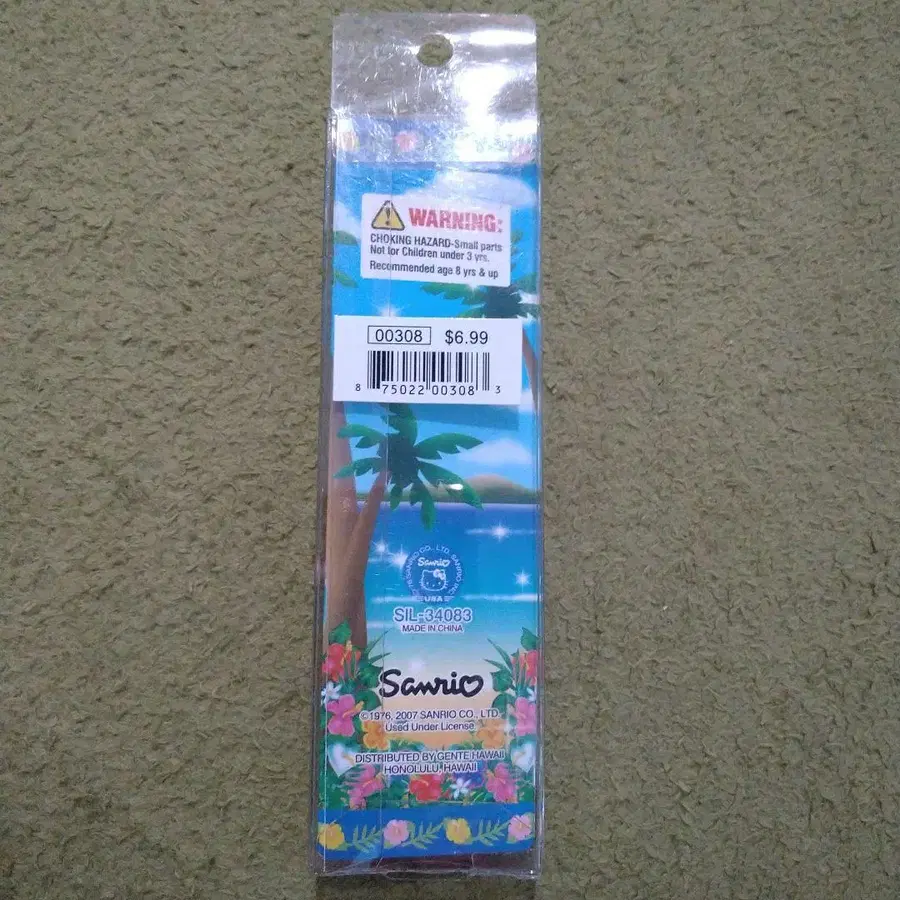 WARNING:
CHOKING HAZARD-Small parts
Not for Children under 3 yrs.
Recommended age 8 yrs & up
00308 $6.99
8 75022 00308 3
SANRIO CO., LTD. SANRIO INC.
Sanrio
USA
SIL-34083
MADE IN CHINA
Sanrio
©1976, 2007 SANRIO CO., LTD.
Used Under License
DISTRIBUTED BY GENTE HAWAII
HONOLULU, HAWAII